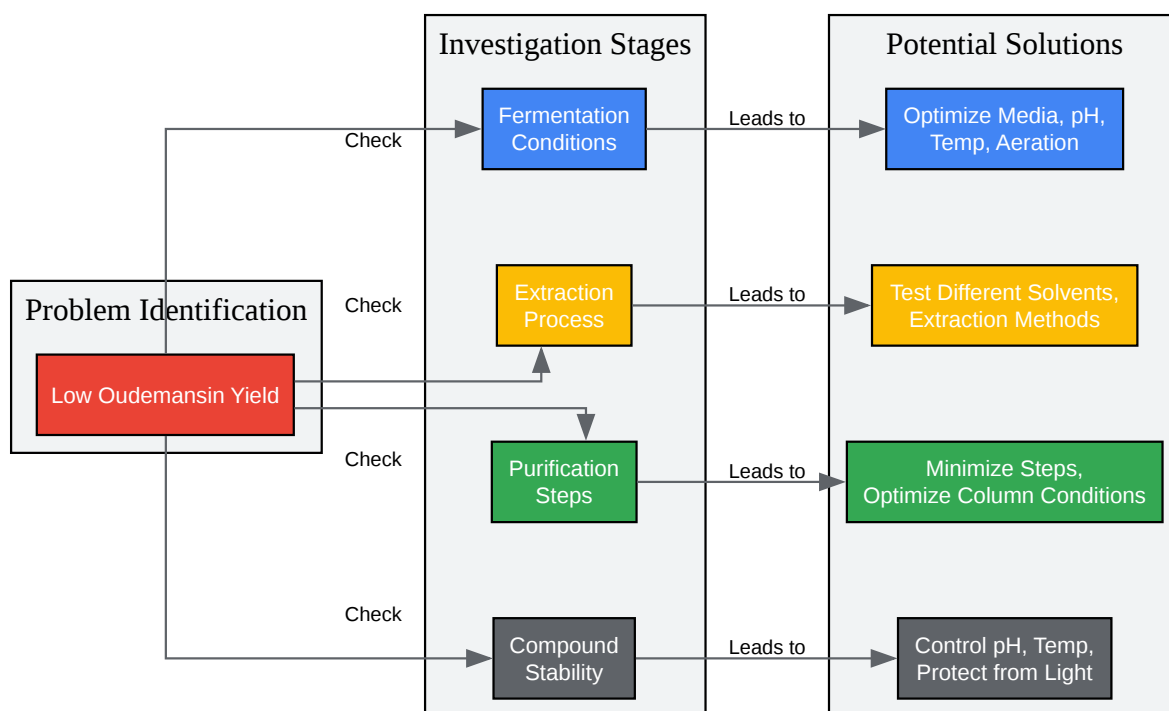 Investigation Stages
Potential Solutions
Fermentation
Conditions
Leads to
Optimize Media, pH,
Temp, Aeration
Check
Problem Identification
Check
Extraction
Process
Leads to
Test Different Solvents,
Extraction Methods
Low Oudemansin Yield
Check
Purification
Steps
Leads to
Minimize Steps,
Optimize Column Conditions
Check
Compound
Stability
Leads to
Control pH, Temp,
Protect from Light